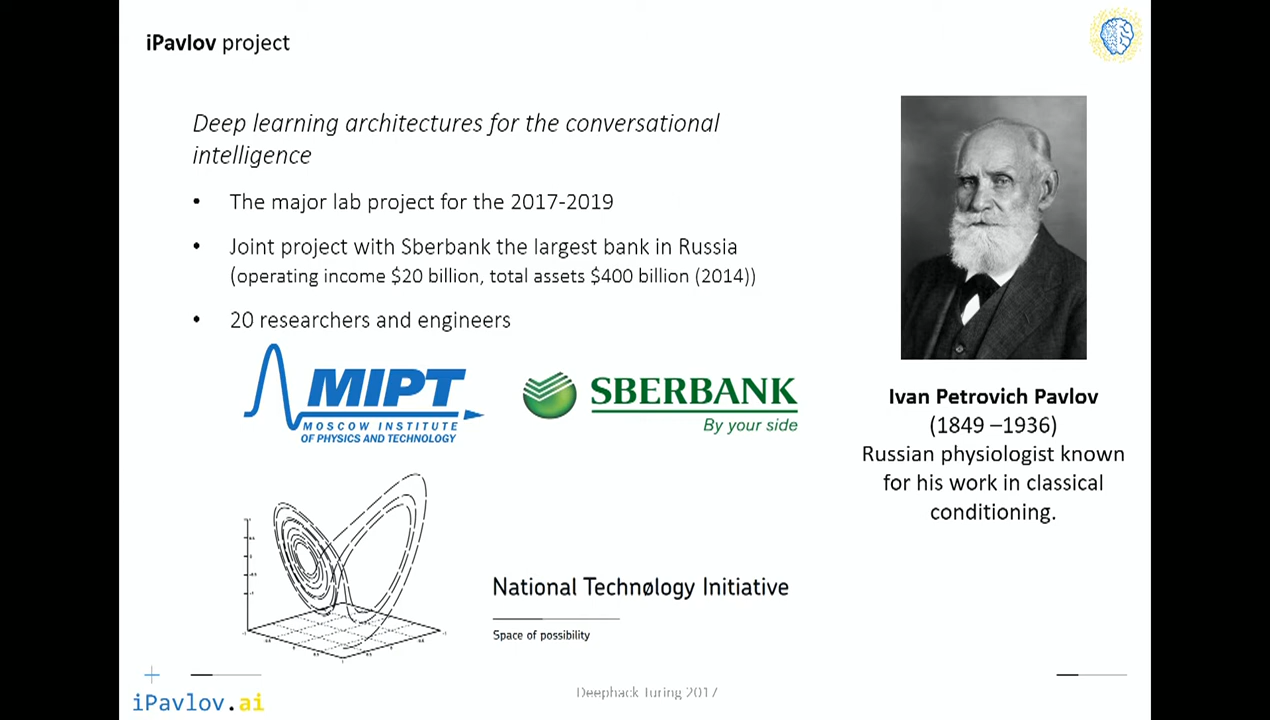 iPavlov project
Deep learning architectures for the conversational
intelligence
• The major lab project for the 2017-2019
• Joint project with Sberbank the largest bank in Russia
(operating income $20 billion, total assets $400 billion (2014))
• 20 researchers and engineers
MIPT
MOSCOW INSTITUTE
OF PHYSICS AND TECHNOLOGY
SBERBANK
By your side
Ivan Petrovich Pavlov
(1849 –1936)
Russian physiologist known
for his work in classical
conditioning.
National Technølogy Initiative
Space of possibility
iPavlov.ai
Deephack Turing 2017